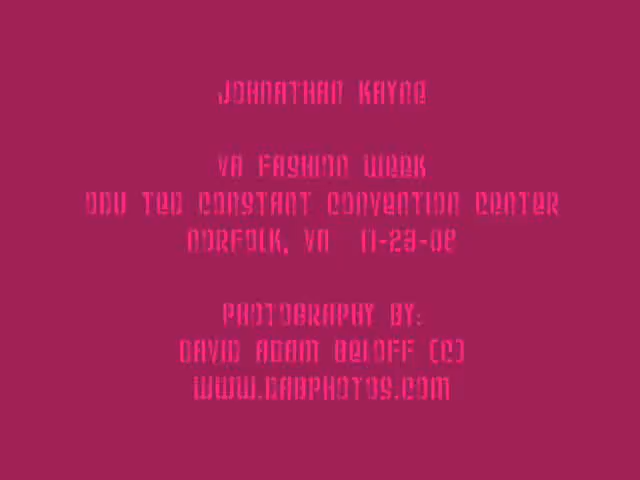 JOHNATHAN KAYNE
VA FASHION WEEK
ODU TED CONSTANT CONVENTION CENTER
NORFOLK, VA 11-23-08
PHOTOGRAPHY BY:
DAVID ADAM BELOFF (C)
WWW.DABPHOTOS.COM